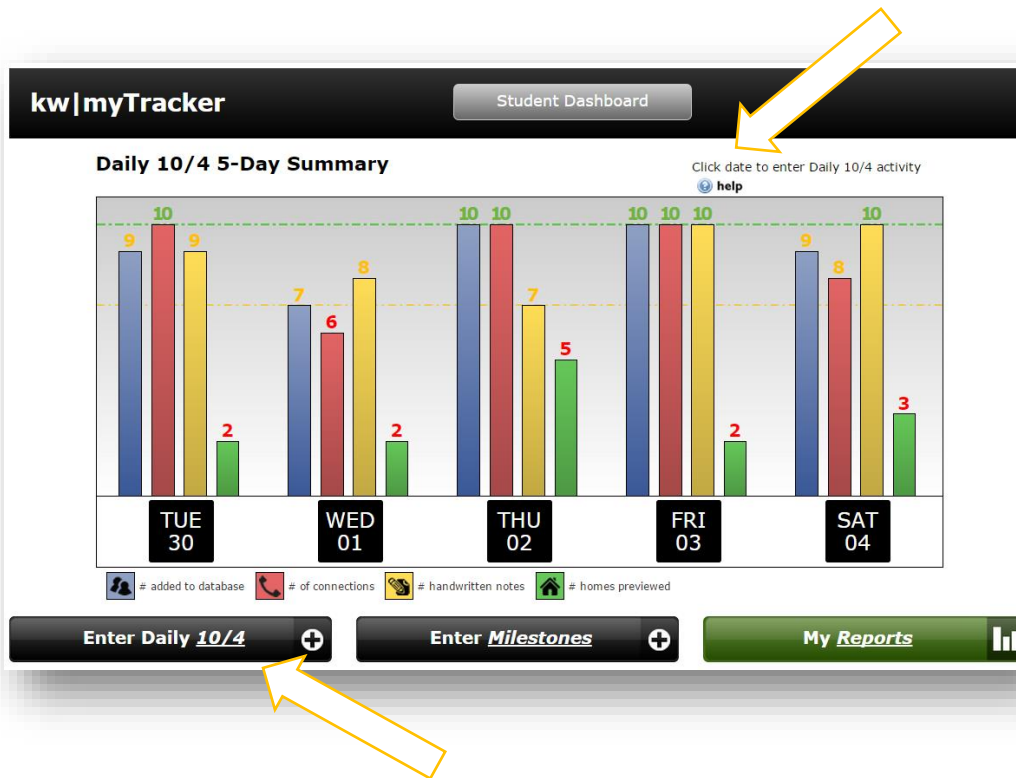 kw|myTracker
Student Dashboard
Daily 10/4 5-Day Summary
Click date to enter Daily 10/4 activity
help
9 10 9 2
7 6 8 2
10 10 7 5
10 10 10 2
9 8 10 3
TUE
30
WED
01
THU
02
FRI
03
SAT
04
# added to database
# of connections
# handwritten notes
# homes previewed
Enter Daily 10/4
Enter Milestones
My Reports